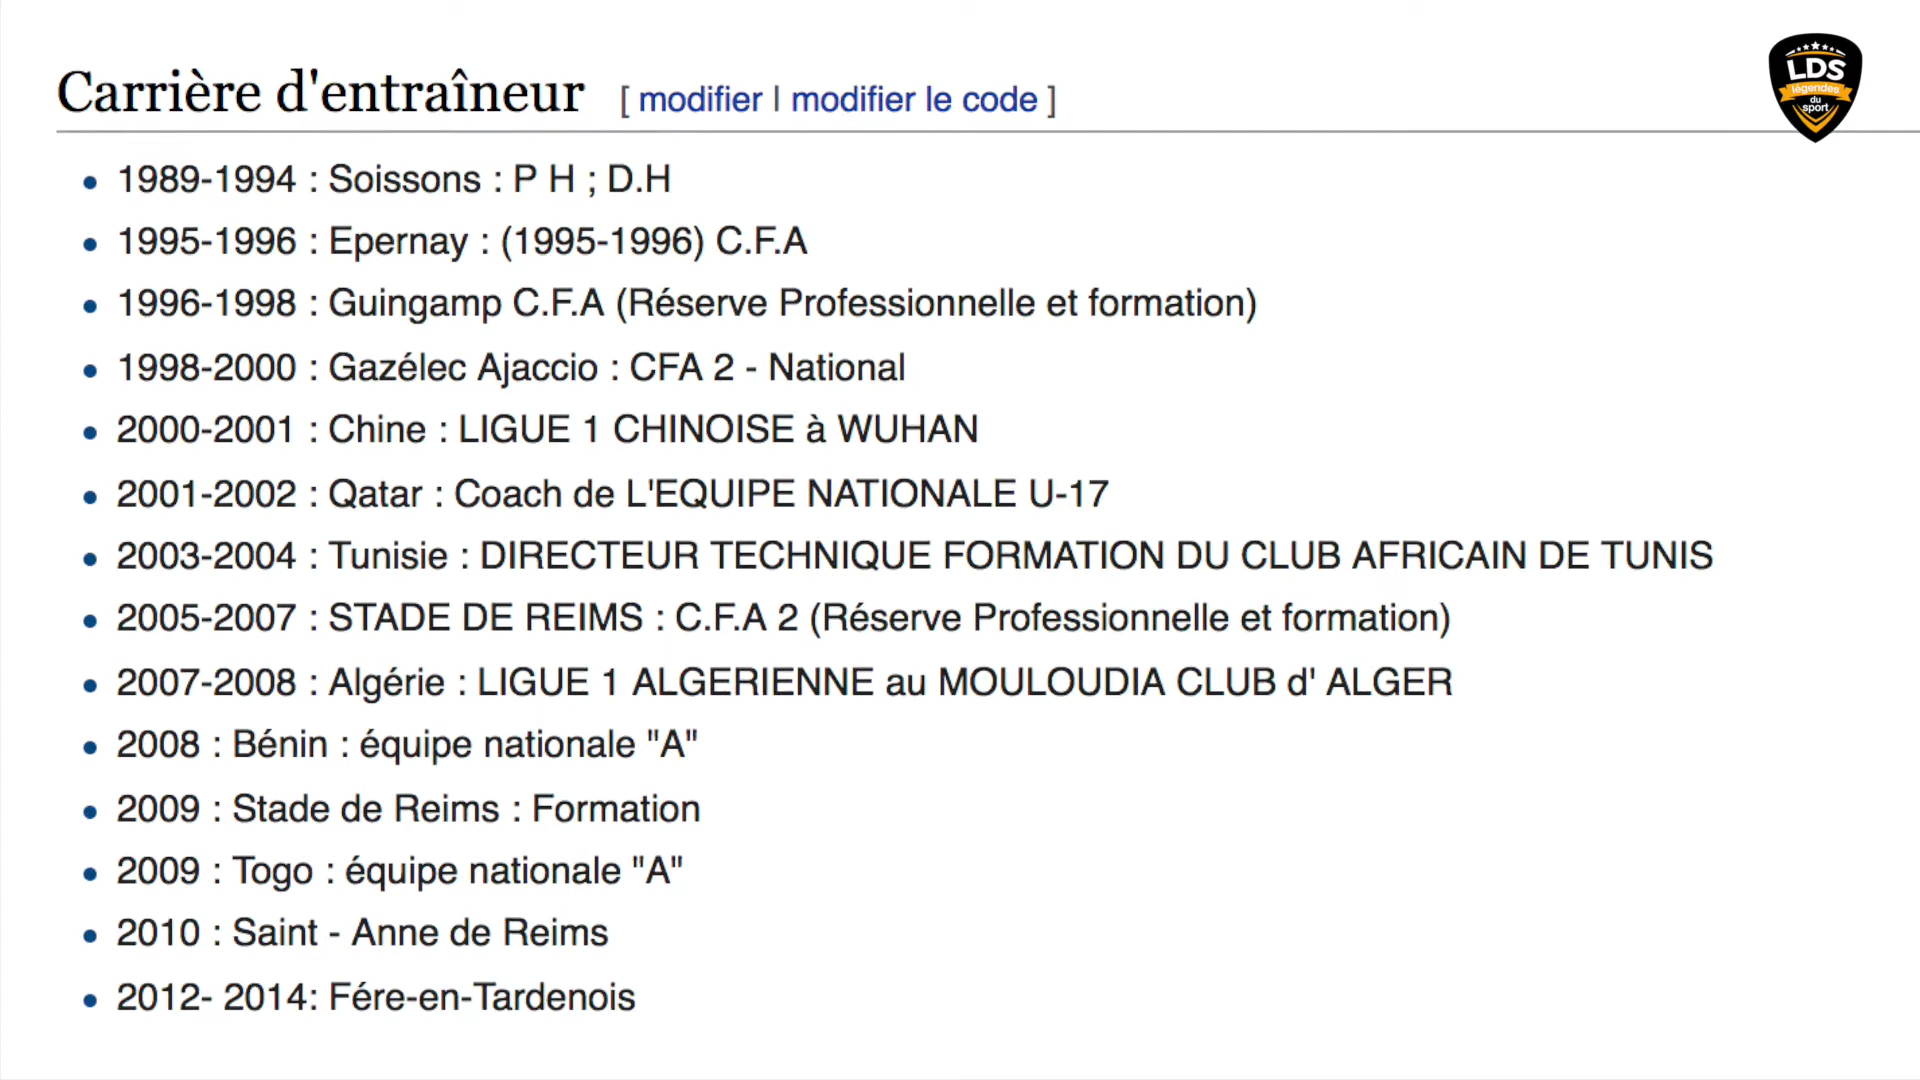 Carrière d'entraîneur [ modifier | modifier le code ]
LDS
légendes
du
sport
1989-1994 : Soissons : P H ; D.H
1995-1996 : Epernay : (1995-1996) C.F.A
1996-1998 : Guingamp C.F.A (Réserve Professionnelle et formation)
1998-2000 : Gazélec Ajaccio : CFA 2 - National
2000-2001 : Chine : LIGUE 1 CHINOISE à WUHAN
2001-2002 : Qatar : Coach de L'EQUIPE NATIONALE U-17
2003-2004 : Tunisie : DIRECTEUR TECHNIQUE FORMATION DU CLUB AFRICAIN DE TUNIS
2005-2007 : STADE DE REIMS : C.F.A 2 (Réserve Professionnelle et formation)
2007-2008 : Algérie : LIGUE 1 ALGERIENNE au MOULOUDIA CLUB d' ALGER
2008 : Bénin : équipe nationale "A"
2009 : Stade de Reims : Formation
2009 : Togo : équipe nationale "A"
2010 : Saint - Anne de Reims
2012- 2014: Fére-en-Tardenois